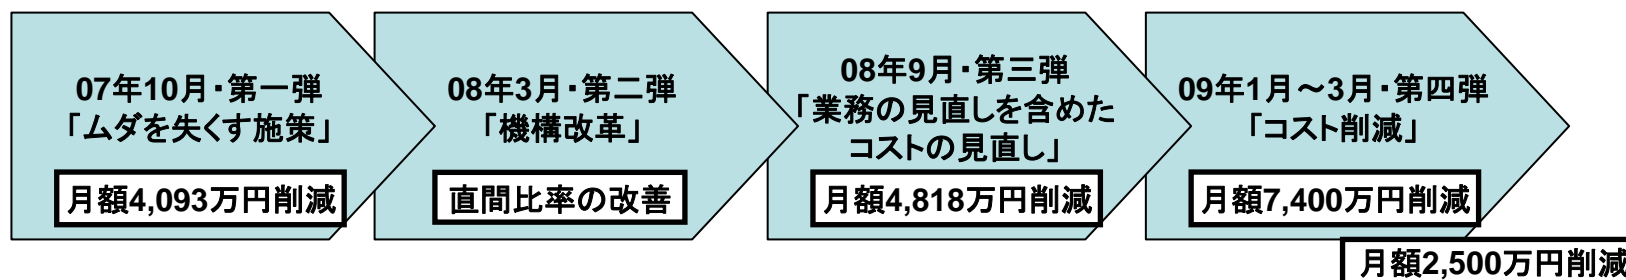 07年10月・第一弾
「ムダを失くす施策」
月額4,093万円削減
08年3月・第二弾
「機構改革」
直間比率の改善
08年9月・第三弾
「業務の見直しを含めた
コストの見直し」
月額4,818万円削減
09年1月~3月・第四弾
「コスト削減」
月額7,400万円削減
月額2,500万円削減